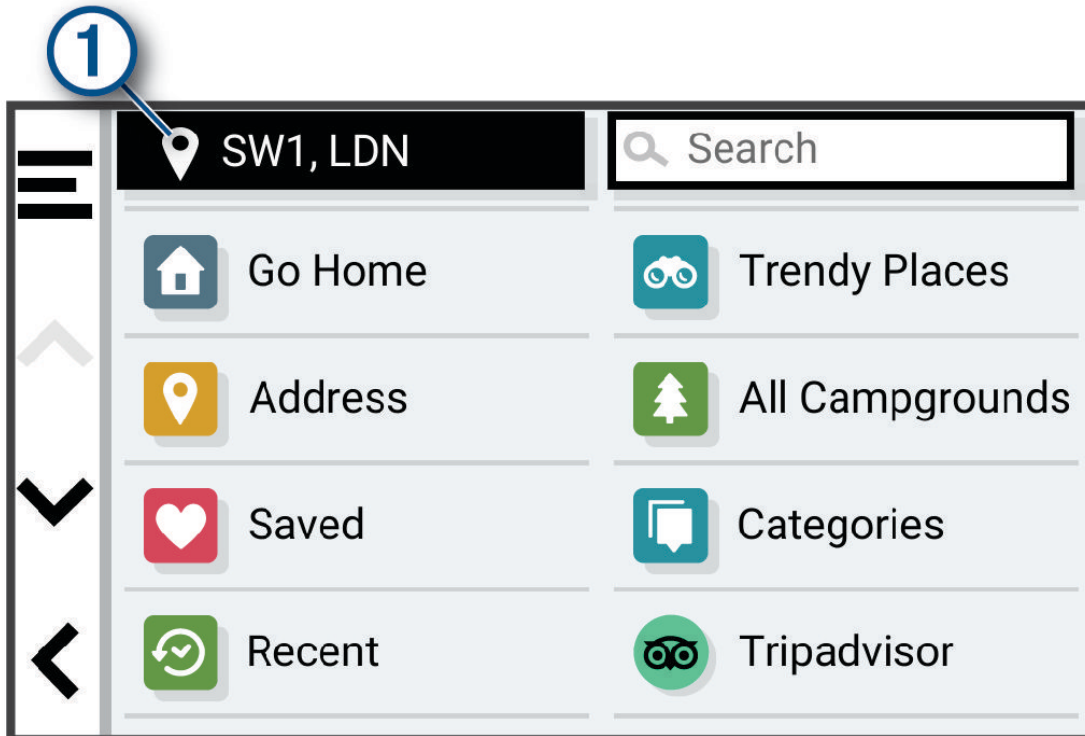 1
SW1, LDN
Search
Go Home
Trendy Places
Address
All Campgrounds
Saved
Categories
Recent
Tripadvisor